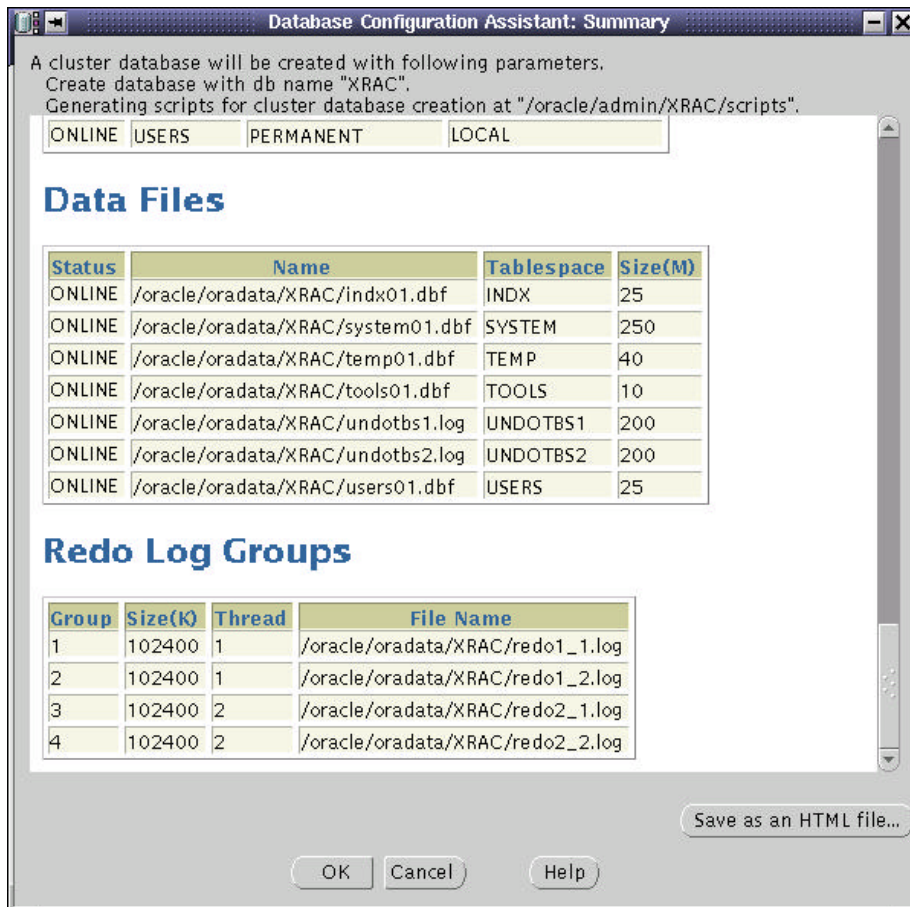 Database Configuration Assistant: Summary
A cluster database will be created with following parameters.
Create database with db name "XRAC".
Generating scripts for cluster database creation at "/oracle/admin/XRAC/scripts".
ONLINE USERS PERMANENT LOCAL
Data Files
Status Name Tablespace Size(M)
ONLINE /oracle/oradata/XRAC/indx01.dbf INDX 25
ONLINE /oracle/oradata/XRAC/system01.dbf SYSTEM 250
ONLINE /oracle/oradata/XRAC/temp01.dbf TEMP 40
ONLINE /oracle/oradata/XRAC/tools01.dbf TOOLS 10
ONLINE /oracle/oradata/XRAC/undotbs1.log UNDOTBS1 200
ONLINE /oracle/oradata/XRAC/undotbs2.log UNDOTBS2 200
ONLINE /oracle/oradata/XRAC/users01.dbf USERS 25
Redo Log Groups
Group Size(K) Thread File Name
1 102400 1 /oracle/oradata/XRAC/redo1_1.log
2 102400 1 /oracle/oradata/XRAC/redo1_2.log
3 102400 2 /oracle/oradata/XRAC/redo2_1.log
4 102400 2 /oracle/oradata/XRAC/redo2_2.log
Save as an HTML file...
OK Cancel Help